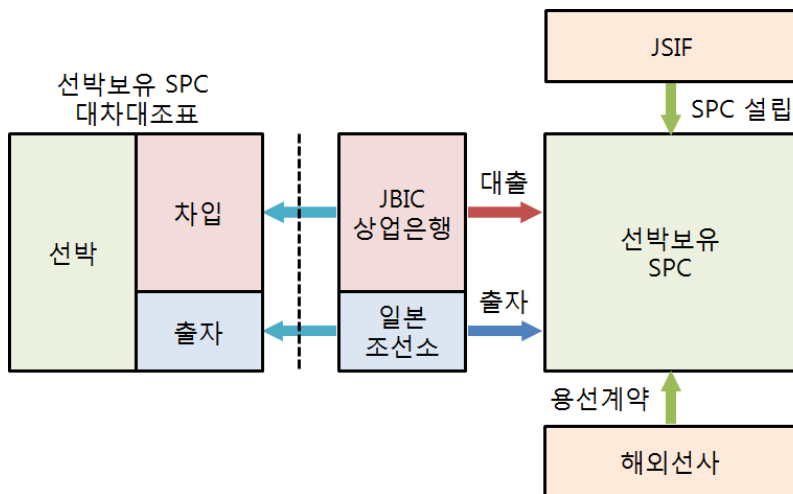 선박보유 SPC
대차대조표
선박
차입
출자
JBIC
상업은행
일본
조선소
대출
출자
JSIF
SPC 설립
선박보유
SPC
용선계약
해외선사